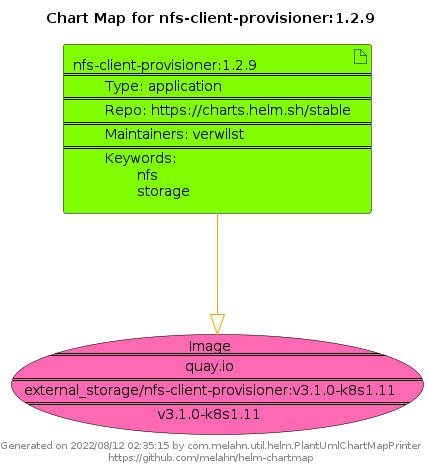 Chart Map for nfs-client-provisioner:1.2.9
nfs-client-provisioner:1.2.9
Type: application
Repo: https://charts.helm.sh/stable
Maintainers: verwilst
Keywords:
nfs
storage
Image
quay.io
external_storage/nfs-client-provisioner:v3.1.0-k8s1.11
v3.1.0-k8s1.11
Generated on 2022/08/12 02:35:15 by com.melahn.util.helm.PlantUmlChartMapPrinter
https://github.com/melahn/helm-chartmap